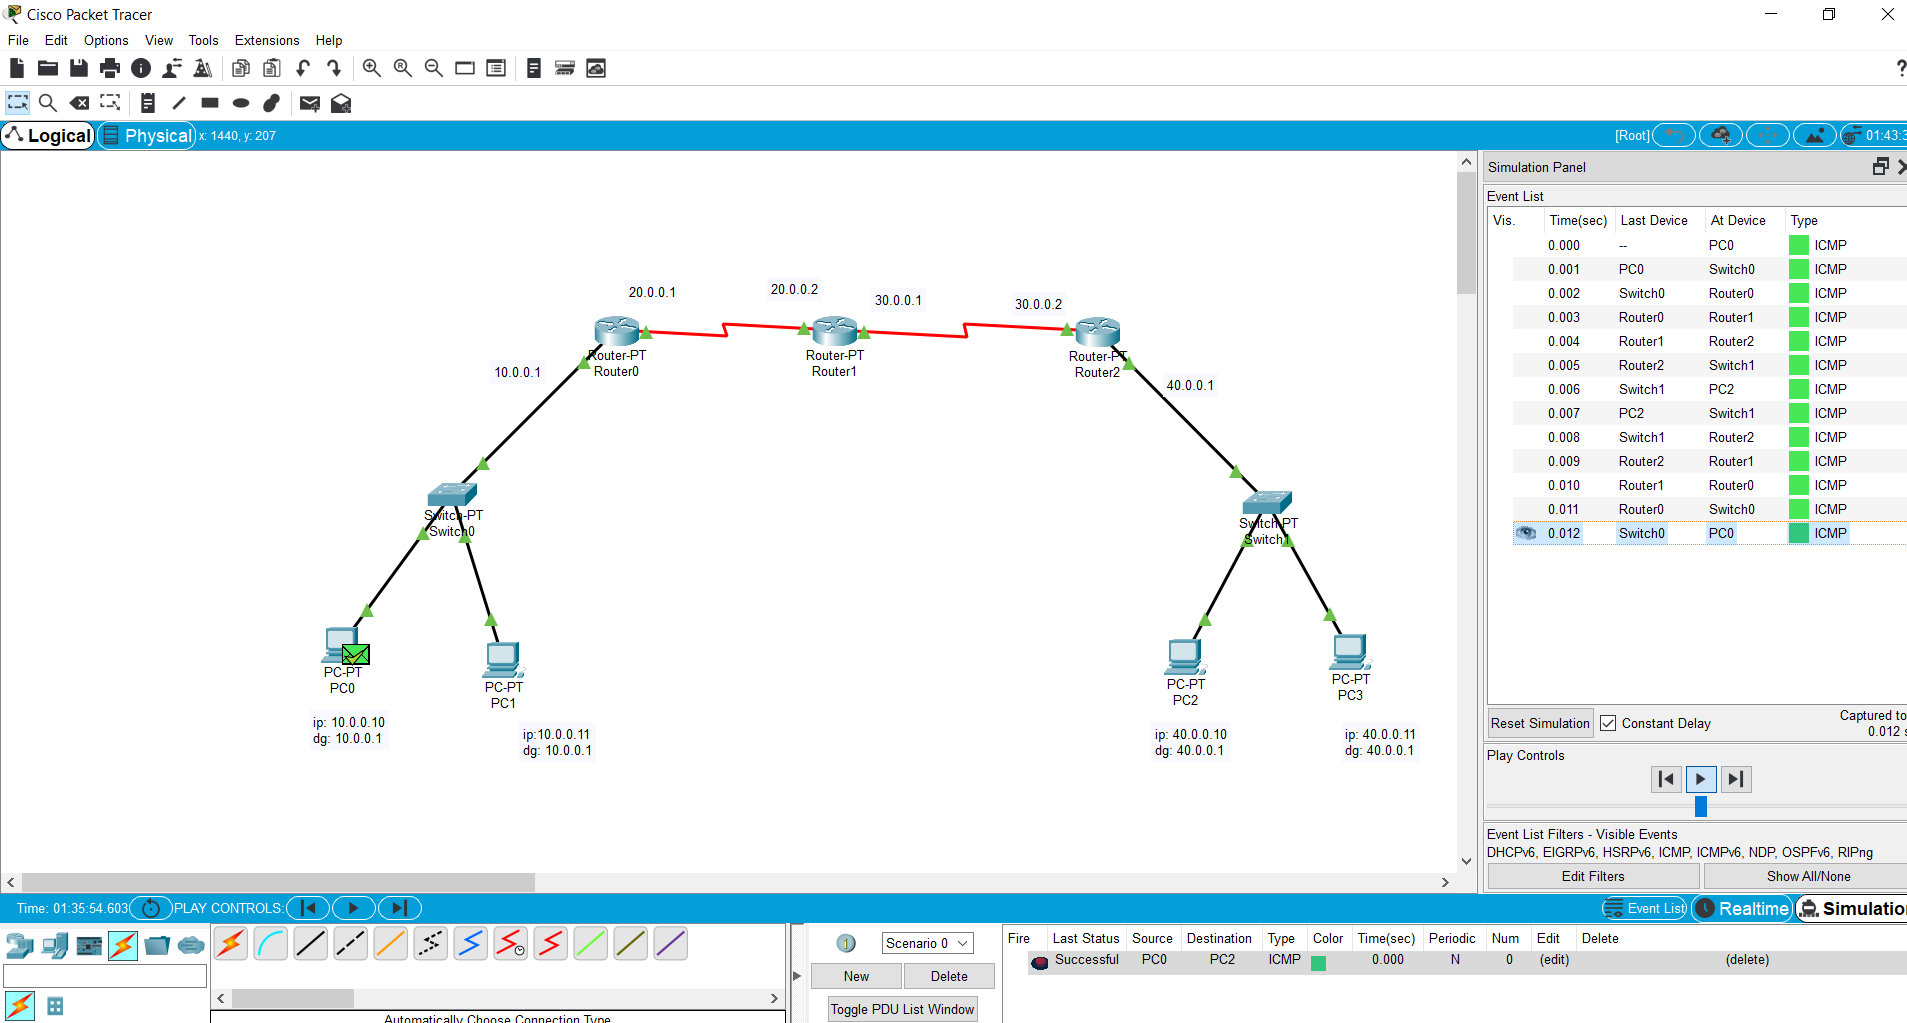 Cisco Packet Tracer
File Edit Options View Tools Extensions Help
Logical Physical x: 1440, y: 207 [Root] 01:43:3
20.0.0.1
20.0.0.2
30.0.0.1
30.0.0.2
10.0.0.1
40.0.0.1
Router-PT
Router0
Router-PT
Router1
Router-PT
Router2
Switch-PT
Switch0
Switch-PT
Switch1
PC-PT
PC0
ip: 10.0.0.10
dg: 10.0.0.1
PC-PT
PC1
ip:10.0.0.11
dg: 10.0.0.1
PC-PT
PC2
ip: 40.0.0.10
dg: 40.0.0.1
PC-PT
PC3
ip: 40.0.0.11
dg: 40.0.0.1
Simulation Panel
Event List
Vis. Time(sec) Last Device At Device Type
0.000 -- PC0 ICMP
0.001 PC0 Switch0 ICMP
0.002 Switch0 Router0 ICMP
0.003 Router0 Router1 ICMP
0.004 Router1 Router2 ICMP
0.005 Router2 Switch1 ICMP
0.006 Switch1 PC2 ICMP
0.007 PC2 Switch1 ICMP
0.008 Switch1 Router2 ICMP
0.009 Router2 Router1 ICMP
0.010 Router1 Router0 ICMP
0.011 Router0 Switch0 ICMP
0.012 Switch0 PC0 ICMP
Reset Simulation Constant Delay Captured to
0.012 s
Play Controls
Event List Filters - Visible Events
DHCPv6, EIGRPv6, HSRPv6, ICMP, ICMPv6, NDP, OSPFv6, RIPng
Edit Filters Show All/None
Time: 01:35:54.603 PLAY CONTROLS: Event List Realtime Simulation
Scenario 0
New Delete
Toggle PDU List Window
Automatically Choose Connection Type
Fire Last Status Source Destination Type Color Time(sec) Periodic Num Edit Delete
Successful PC0 PC2 ICMP 0.000 N 0 (edit) (delete)